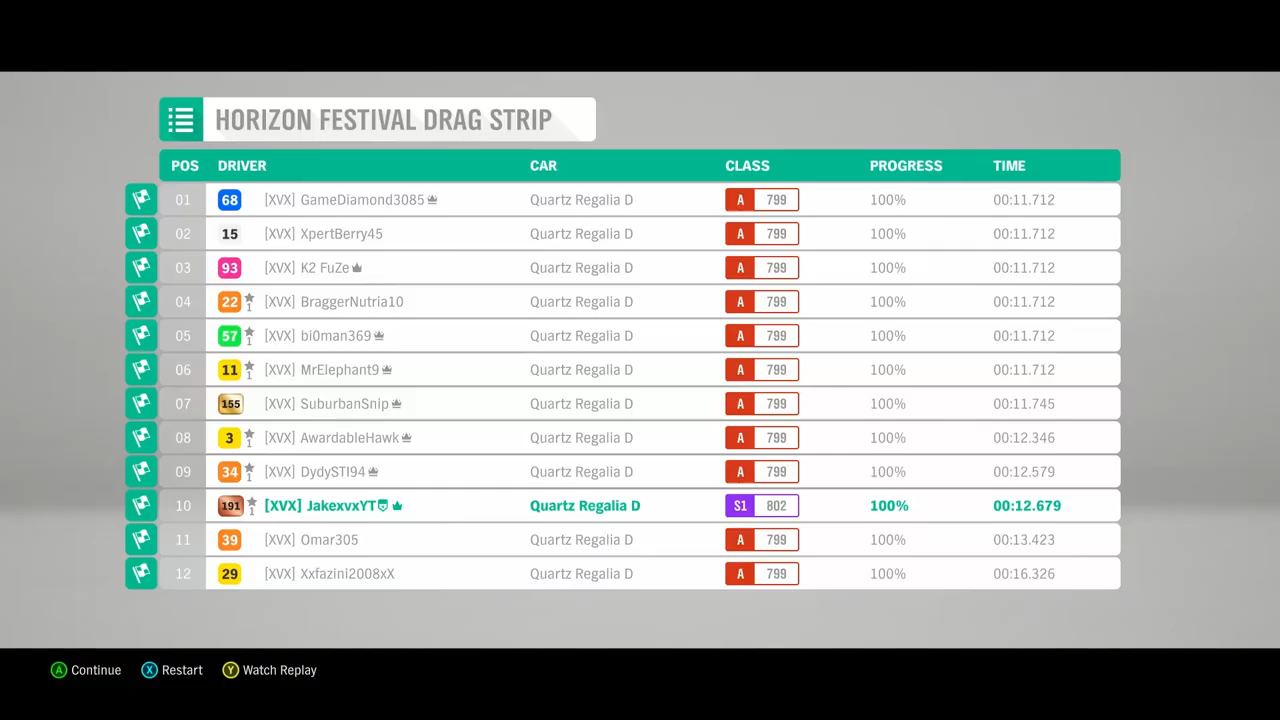 HORIZON FESTIVAL DRAG STRIP
POS DRIVER CAR CLASS PROGRESS TIME
01 68 [XVX] GameDiamond3085 Quartz Regalia D A 799 100% 00:11.712
02 15 [XVX] XpertBerry45 Quartz Regalia D A 799 100% 00:11.712
03 93 [XVX] K2 FuZe Quartz Regalia D A 799 100% 00:11.712
04 22 1 [XVX] BraggerNutria10 Quartz Regalia D A 799 100% 00:11.712
05 57 1 [XVX] bi0man369 Quartz Regalia D A 799 100% 00:11.712
06 11 1 [XVX] MrElephant9 Quartz Regalia D A 799 100% 00:11.712
07 155 [XVX] SuburbanSnip Quartz Regalia D A 799 100% 00:11.745
08 3 1 [XVX] AwardableHawk Quartz Regalia D A 799 100% 00:12.346
09 34 1 [XVX] DydySTI94 Quartz Regalia D A 799 100% 00:12.579
10 191 1 [XVX] JakexvxYT Quartz Regalia D S1 802 100% 00:12.679
11 39 [XVX] Omar305 Quartz Regalia D A 799 100% 00:13.423
12 29 [XVX] Xxfazini2008xX Quartz Regalia D A 799 100% 00:16.326
A Continue X Restart Y Watch Replay